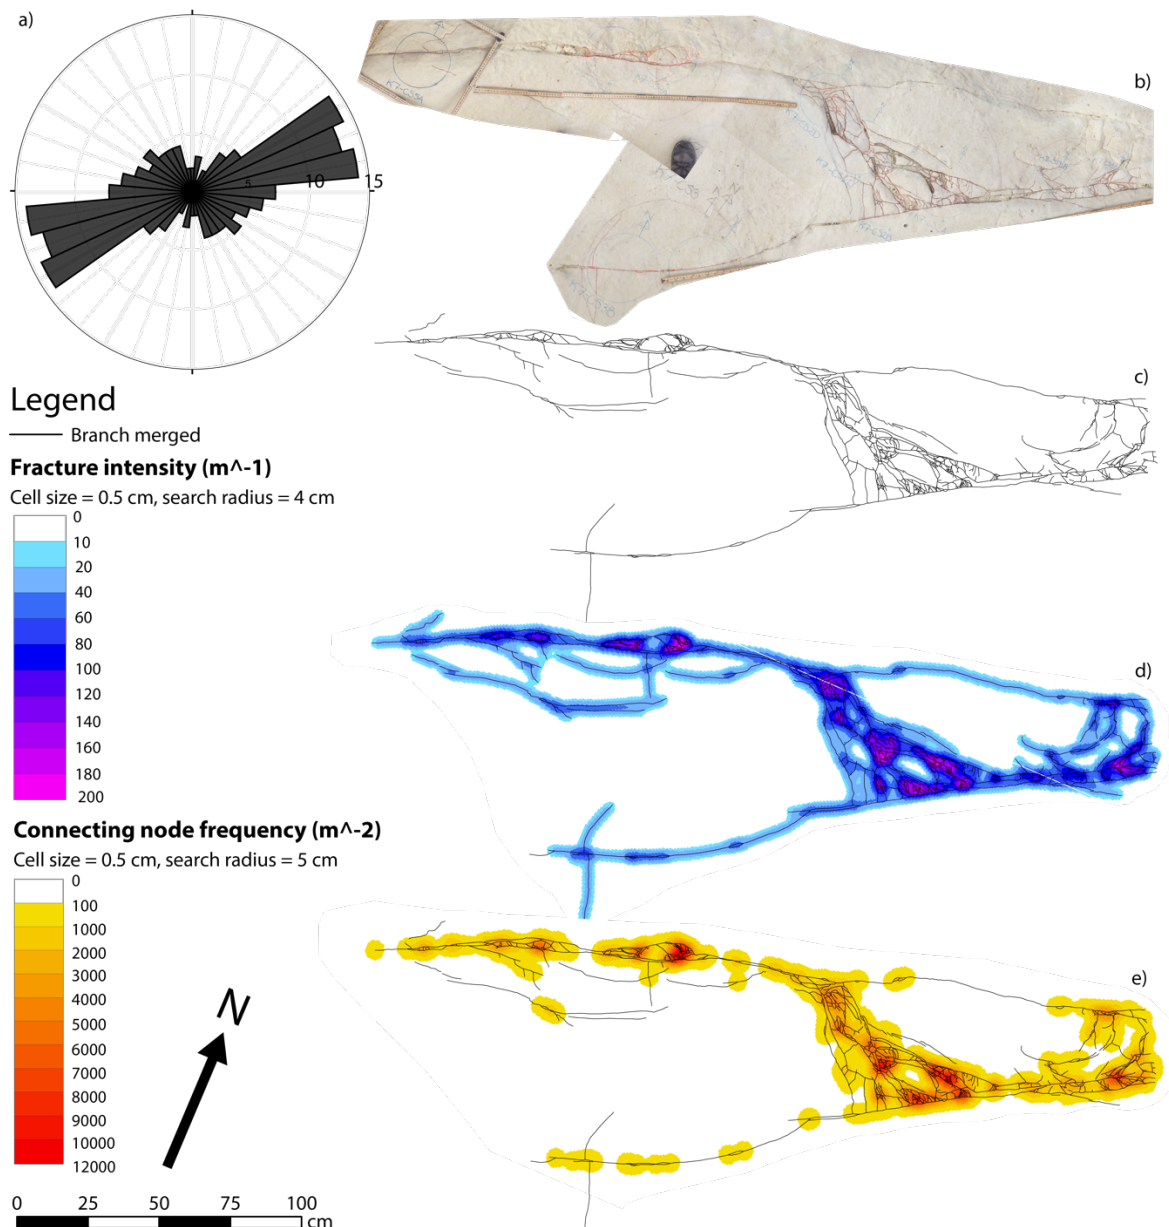 a)
5
10
15
b)
c)
Legend
Branch merged
Fracture intensity (m^-1)
Cell size = 0.5 cm, search radius = 4 cm
0
10
20
40
60
80
100
120
140
160
180
200
d)
Connecting node frequency (m^-2)
Cell size = 0.5 cm, search radius = 5 cm
0
100
1000
2000
3000
4000
5000
6000
7000
8000
9000
10000
12000
e)
N
0 25 50 75 100
cm